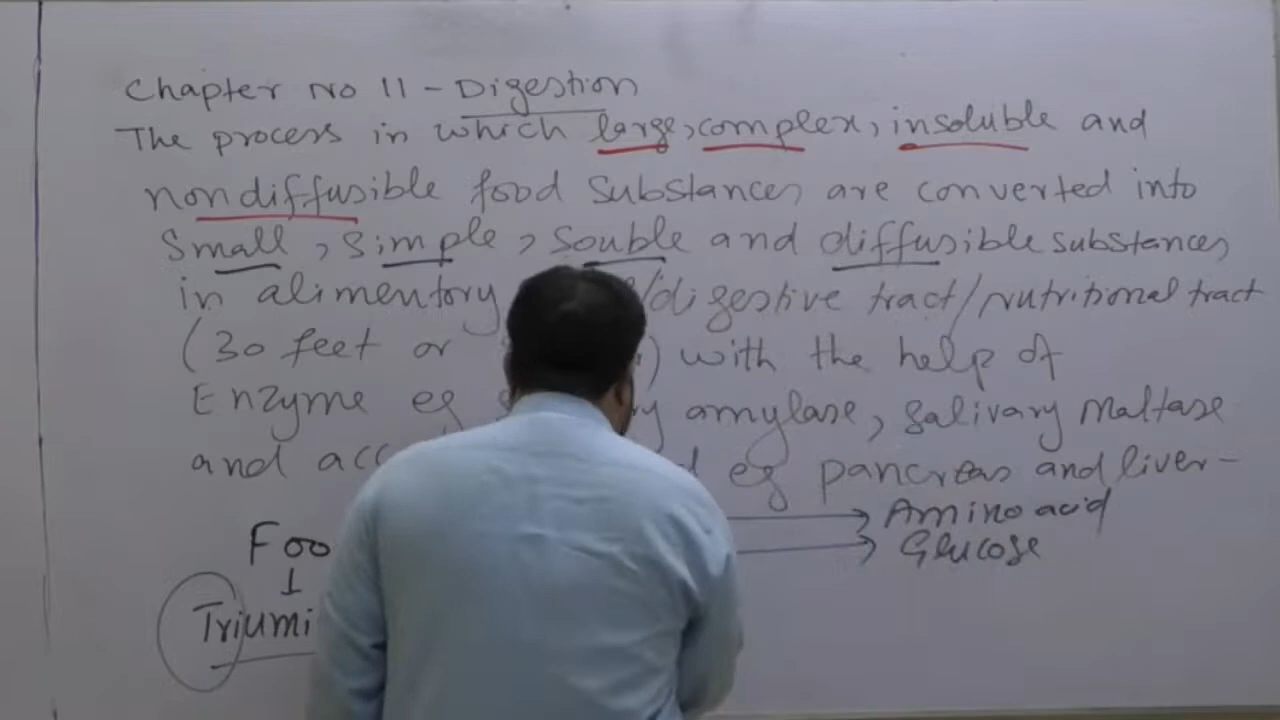 Chapter No 11 - Digestion
The process in which large, complex, insoluble and
nondiffusible food substances are converted into
Small, simple, Souble and diffusible substances,
in alimentory /digestive tract/nutritional tract
(30 feet or ) with the help of
Enzyme eg amylase, salivary maltase
and eg pancreas and liver-
Amino acid
Foo Glucose
Triumi